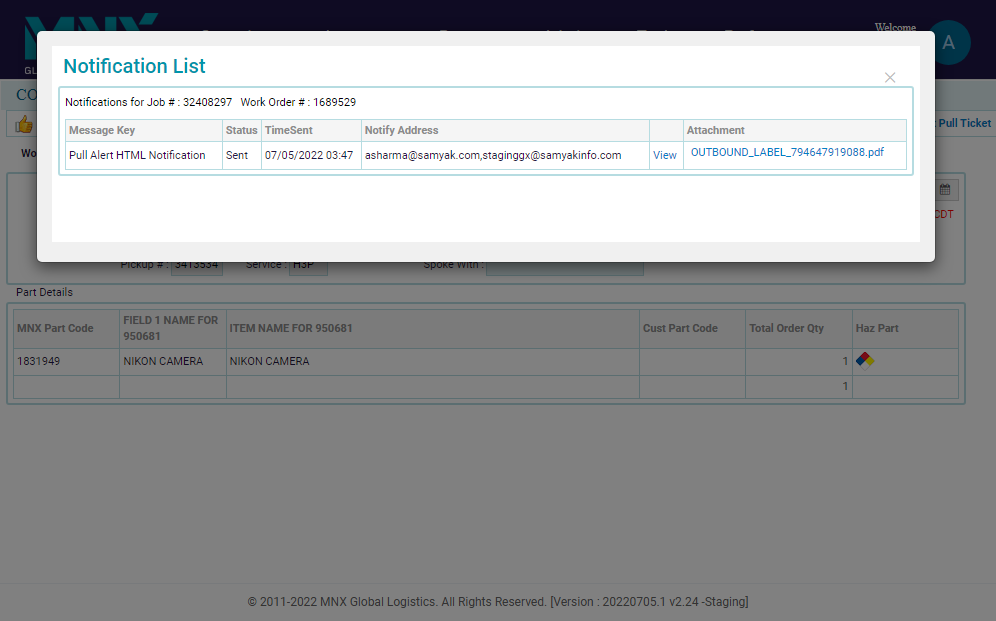 MNX
Welcome
A
GL
Notification List
×
Notifications for Job # : 32408297 Work Order # : 1689529
Message Key Status TimeSent Notify Address Attachment
Pull Alert HTML Notification Sent 07/05/2022 03:47 asharma@samyak.com,staginggx@samyakinfo.com View OUTBOUND_LABEL_794647919088.pdf
CO
Pull Ticket
Wo
CDT
Pickup # : 3413534 Service : H3P Spoke With :
Part Details
MNX Part Code FIELD 1 NAME FOR 950681 ITEM NAME FOR 950681 Cust Part Code Total Order Qty Haz Part
1831949 NIKON CAMERA NIKON CAMERA 1
1
© 2011-2022 MNX Global Logistics. All Rights Reserved. [Version : 20220705.1 v2.24 -Staging]